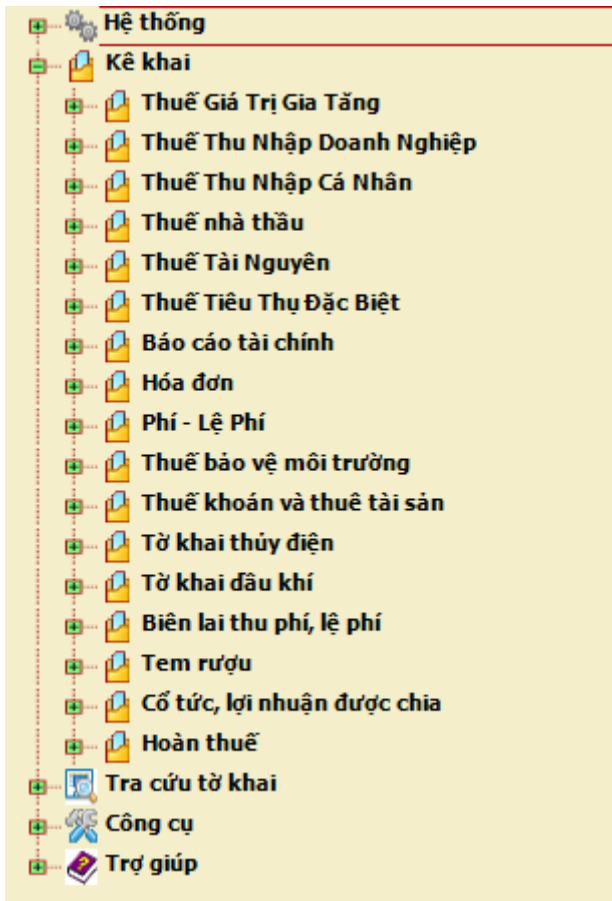 Hệ thống
Kê khai
Thuế Giá Trị Gia Tăng
Thuế Thu Nhập Doanh Nghiệp
Thuế Thu Nhập Cá Nhân
Thuế nhà thầu
Thuế Tài Nguyên
Thuế Tiêu Thụ Đặc Biệt
Báo cáo tài chính
Hóa đơn
Phí - Lệ Phí
Thuế bảo vệ môi trường
Thuế khoán và thuê tài sản
Tờ khai thủy điện
Tờ khai dầu khí
Biên lai thu phí, lệ phí
Tem rượu
Cổ tức, lợi nhuận được chia
Hoàn thuế
Tra cứu tờ khai
Công cụ
Trợ giúp